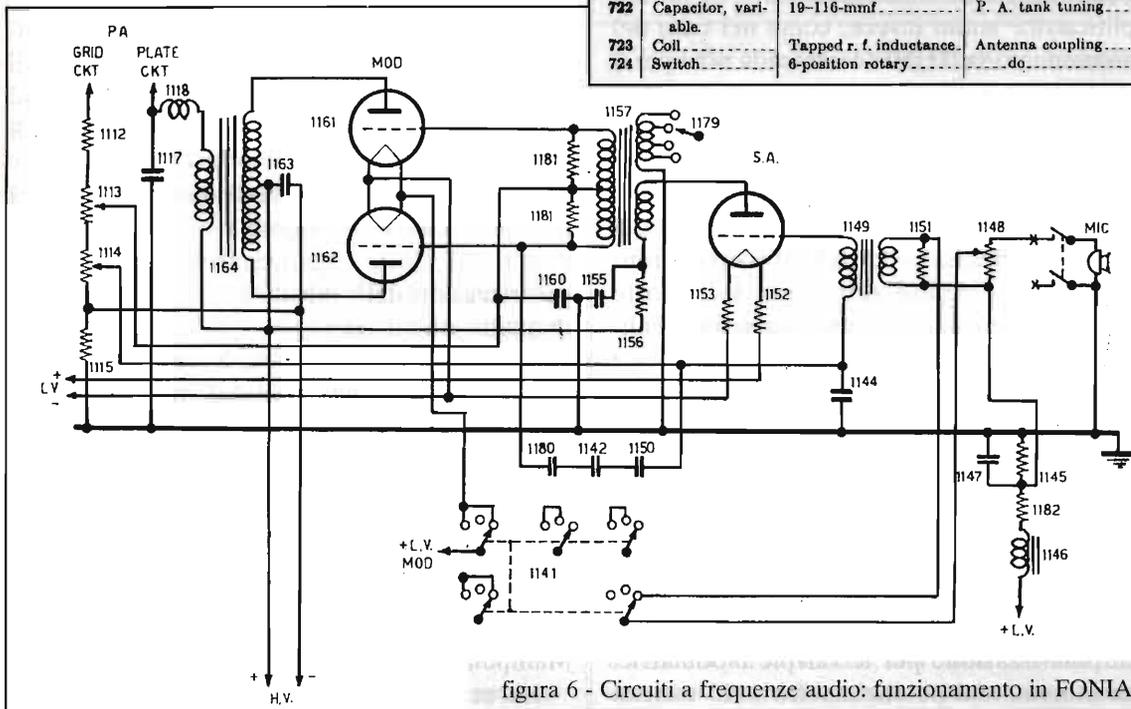 722 Capacitor, vari- 19-116-mmf P. A. tank tuning
able.
723 Coil Tapped r. f. inductance Antenna coupling
724 Switch 6-position rotary do
PA
GRID PLATE
CKT CKT
MOD
1118
1161
1157
1179
S.A.
1112
1117
1163
1181
1113
1181
1149
1151
1148
MIC
1114
1164
1162
1160
1155
1153
1152
1156
1115
+
L.V
-
1144
1180
1142
1150
1147
1145
1182
+L.V.
MOD
1141
1146
+L.V.
+ -
H.V.
figura 6 - Circuiti a frequenze audio: funzionamento in FONIA